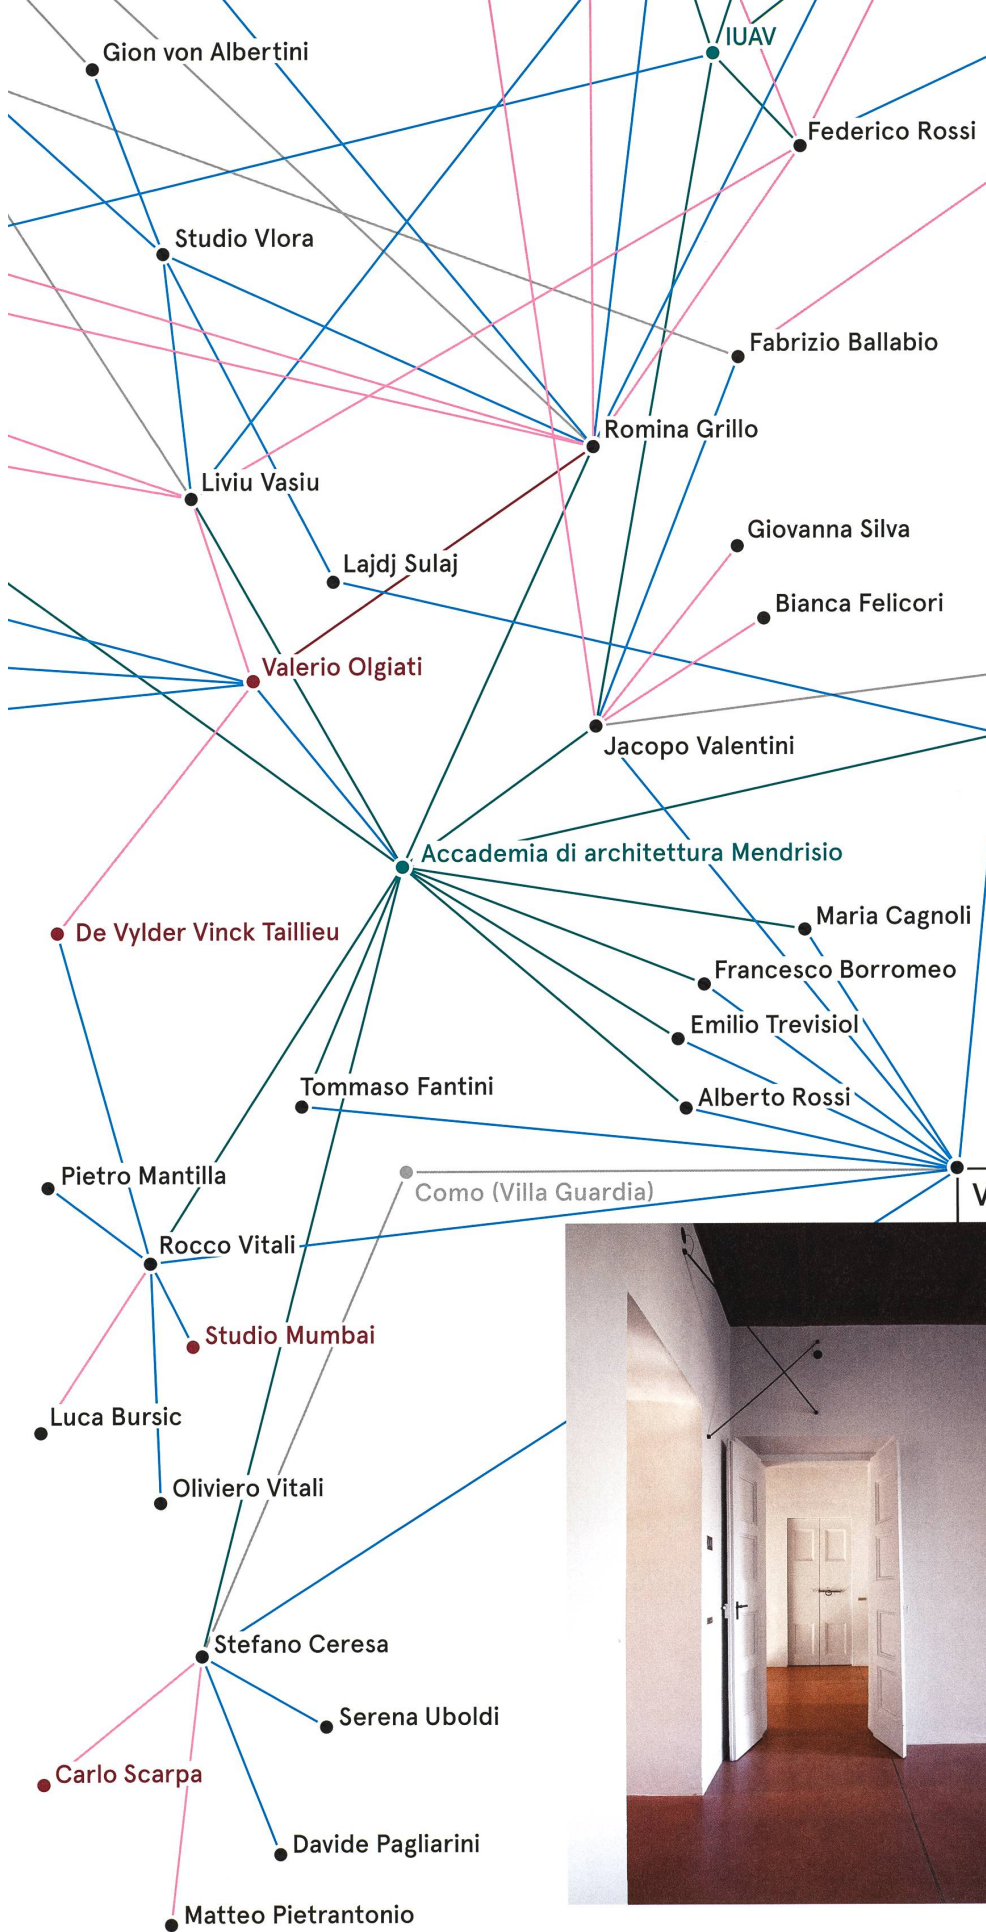 IUAV
Gion von Albertini
Federico Rossi
Studio Vlora
Fabrizio Ballabio
Romina Grillo
Liviu Vasiu
Giovanna Silva
Lajdj Sulaj
Bianca Felicori
Valerio Olgiati
Jacopo Valentini
Accademia di architettura Mendrisio
Maria Cagnoli
De Vylder Vinck Taillieu
Francesco Borromeo
Emilio Trevisiol
Tommaso Fantini
Alberto Rossi
Pietro Mantilla
Como (Villa Guardia)
V
Rocco Vitali
Studio Mumbai
Luca Bursic
Oliviero Vitali
Stefano Ceresa
Serena Uboldi
Carlo Scarpa
Davide Pagliarini
Matteo Pietrantonio